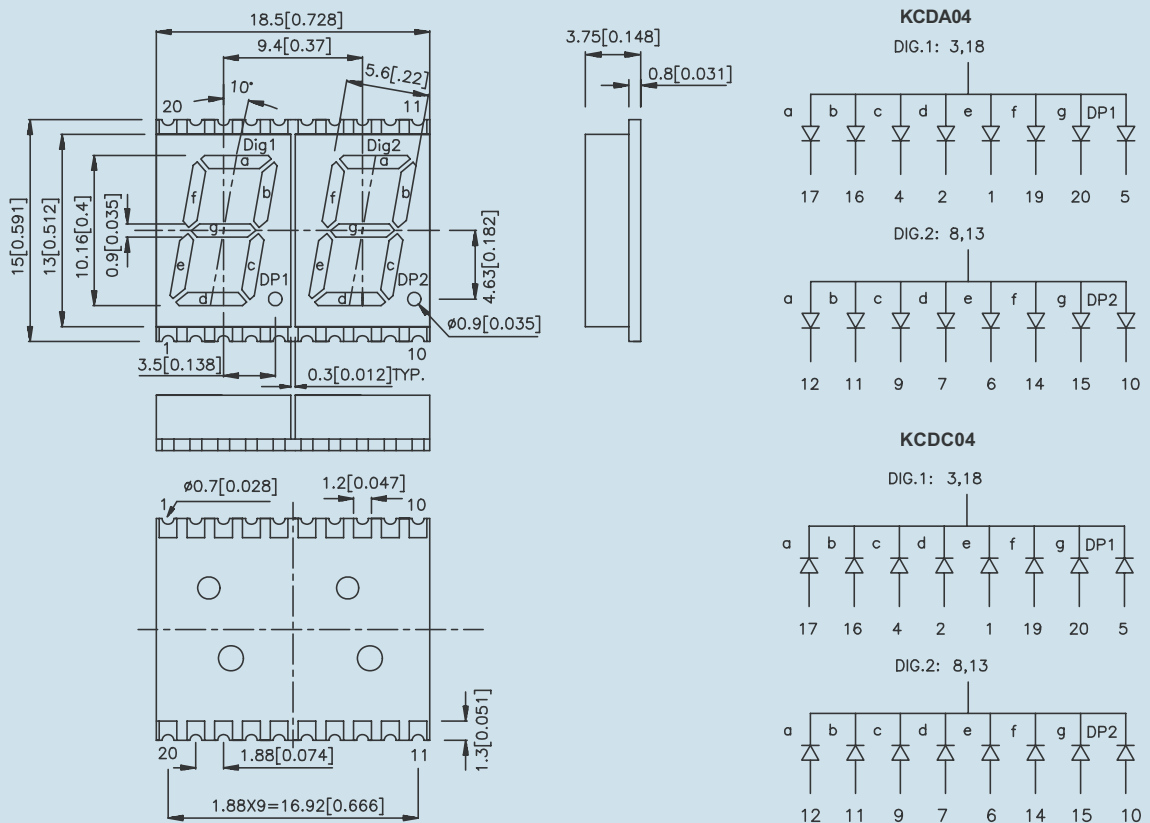 18.5[0.728]
9.4[0.37]
5.6[.22]
10°
20
11
Dig1
Dig2
a
b
c
d
e
f
g
DP1
a
b
c
d
e
f
g
DP2
15[0.591]
13[0.512]
10.16[0.4]
0.9[0.035]
4.63[0.182]
ø0.9[0.035]
1
10
3.5[0.138]
0.3[0.012]TYP.
3.75[0.148]
0.8[0.031]
ø0.7[0.028]
1.2[0.047]
1
10
20
11
1.88[0.074]
1.3[0.051]
1.88X9=16.92[0.666]
KCDA04
DIG.1: 3,18
a b c d e f g DP1
17 16 4 2 1 19 20 5
DIG.2: 8,13
a b c d e f g DP2
12 11 9 7 6 14 15 10
KCDC04
DIG.1: 3,18
a b c d e f g DP1
17 16 4 2 1 19 20 5
DIG.2: 8,13
a b c d e f g DP2
12 11 9 7 6 14 15 10